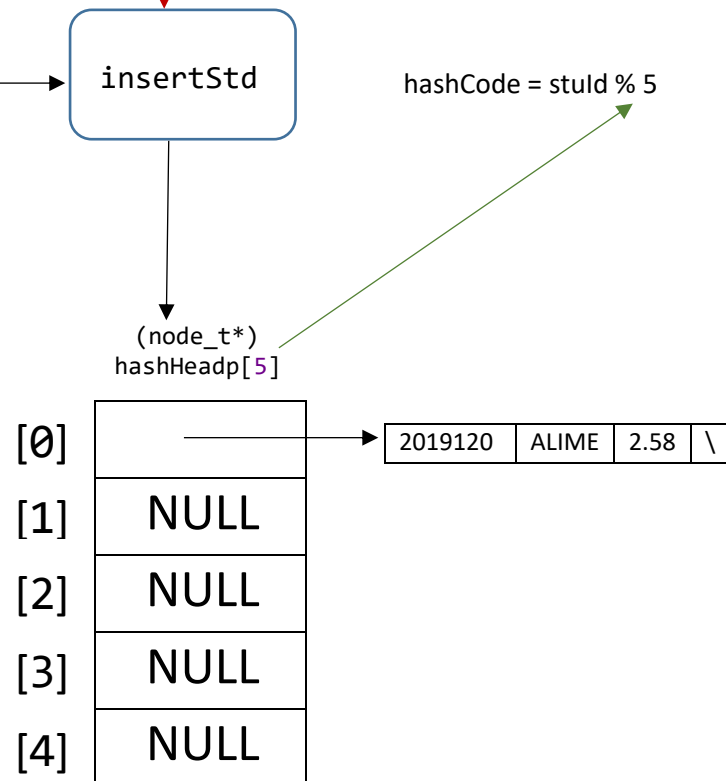 insertStd
hashCode = stuId % 5
(node_t*)
hashHeadp[5]
[0] 2019120 ALIME 2.58 \
[1] NULL
[2] NULL
[3] NULL
[4] NULL